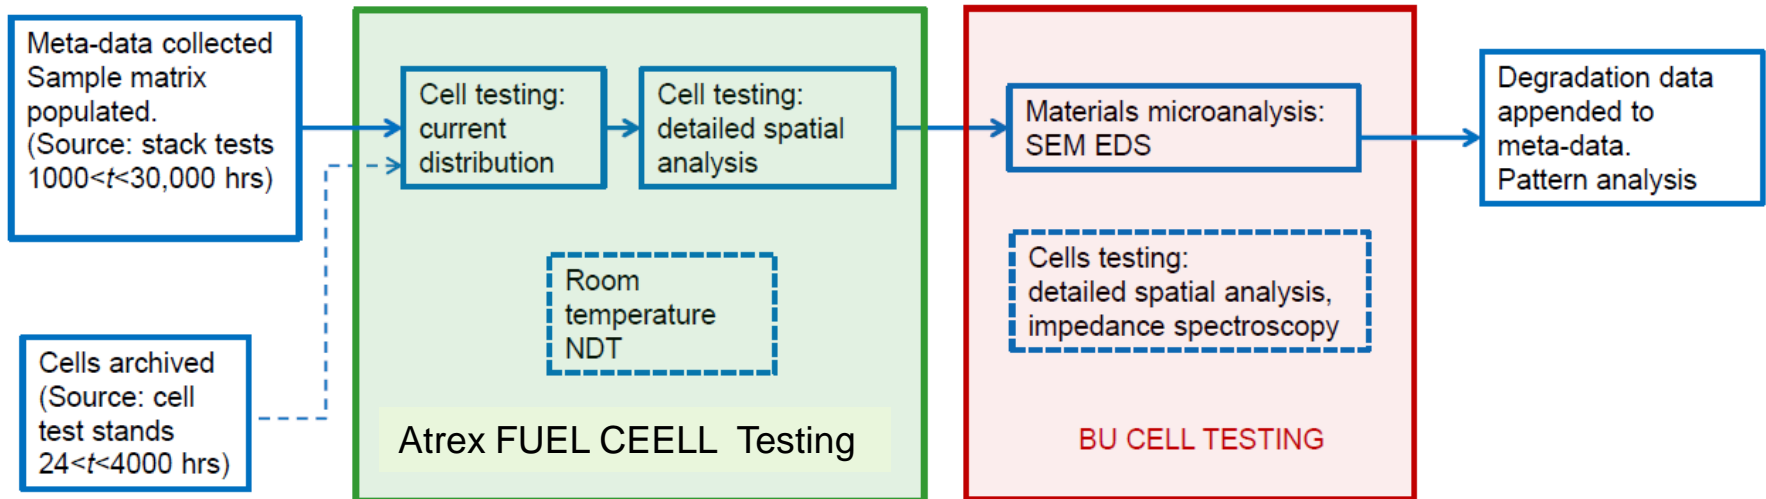 Meta-data collected
Sample matrix
populated.
(Source: stack tests
1000<t<30,000 hrs)
Cells archived
(Source: cell
test stands
24<t<4000 hrs)
Cell testing:
current
distribution
Cell testing:
detailed spatial
analysis
Room
temperature
NDT
Atrex FUEL CEELL Testing
Materials microanalysis:
SEM EDS
Cells testing:
detailed spatial analysis,
impedance spectroscopy
BU CELL TESTING
Degradation data
appended to
meta-data.
Pattern analysis